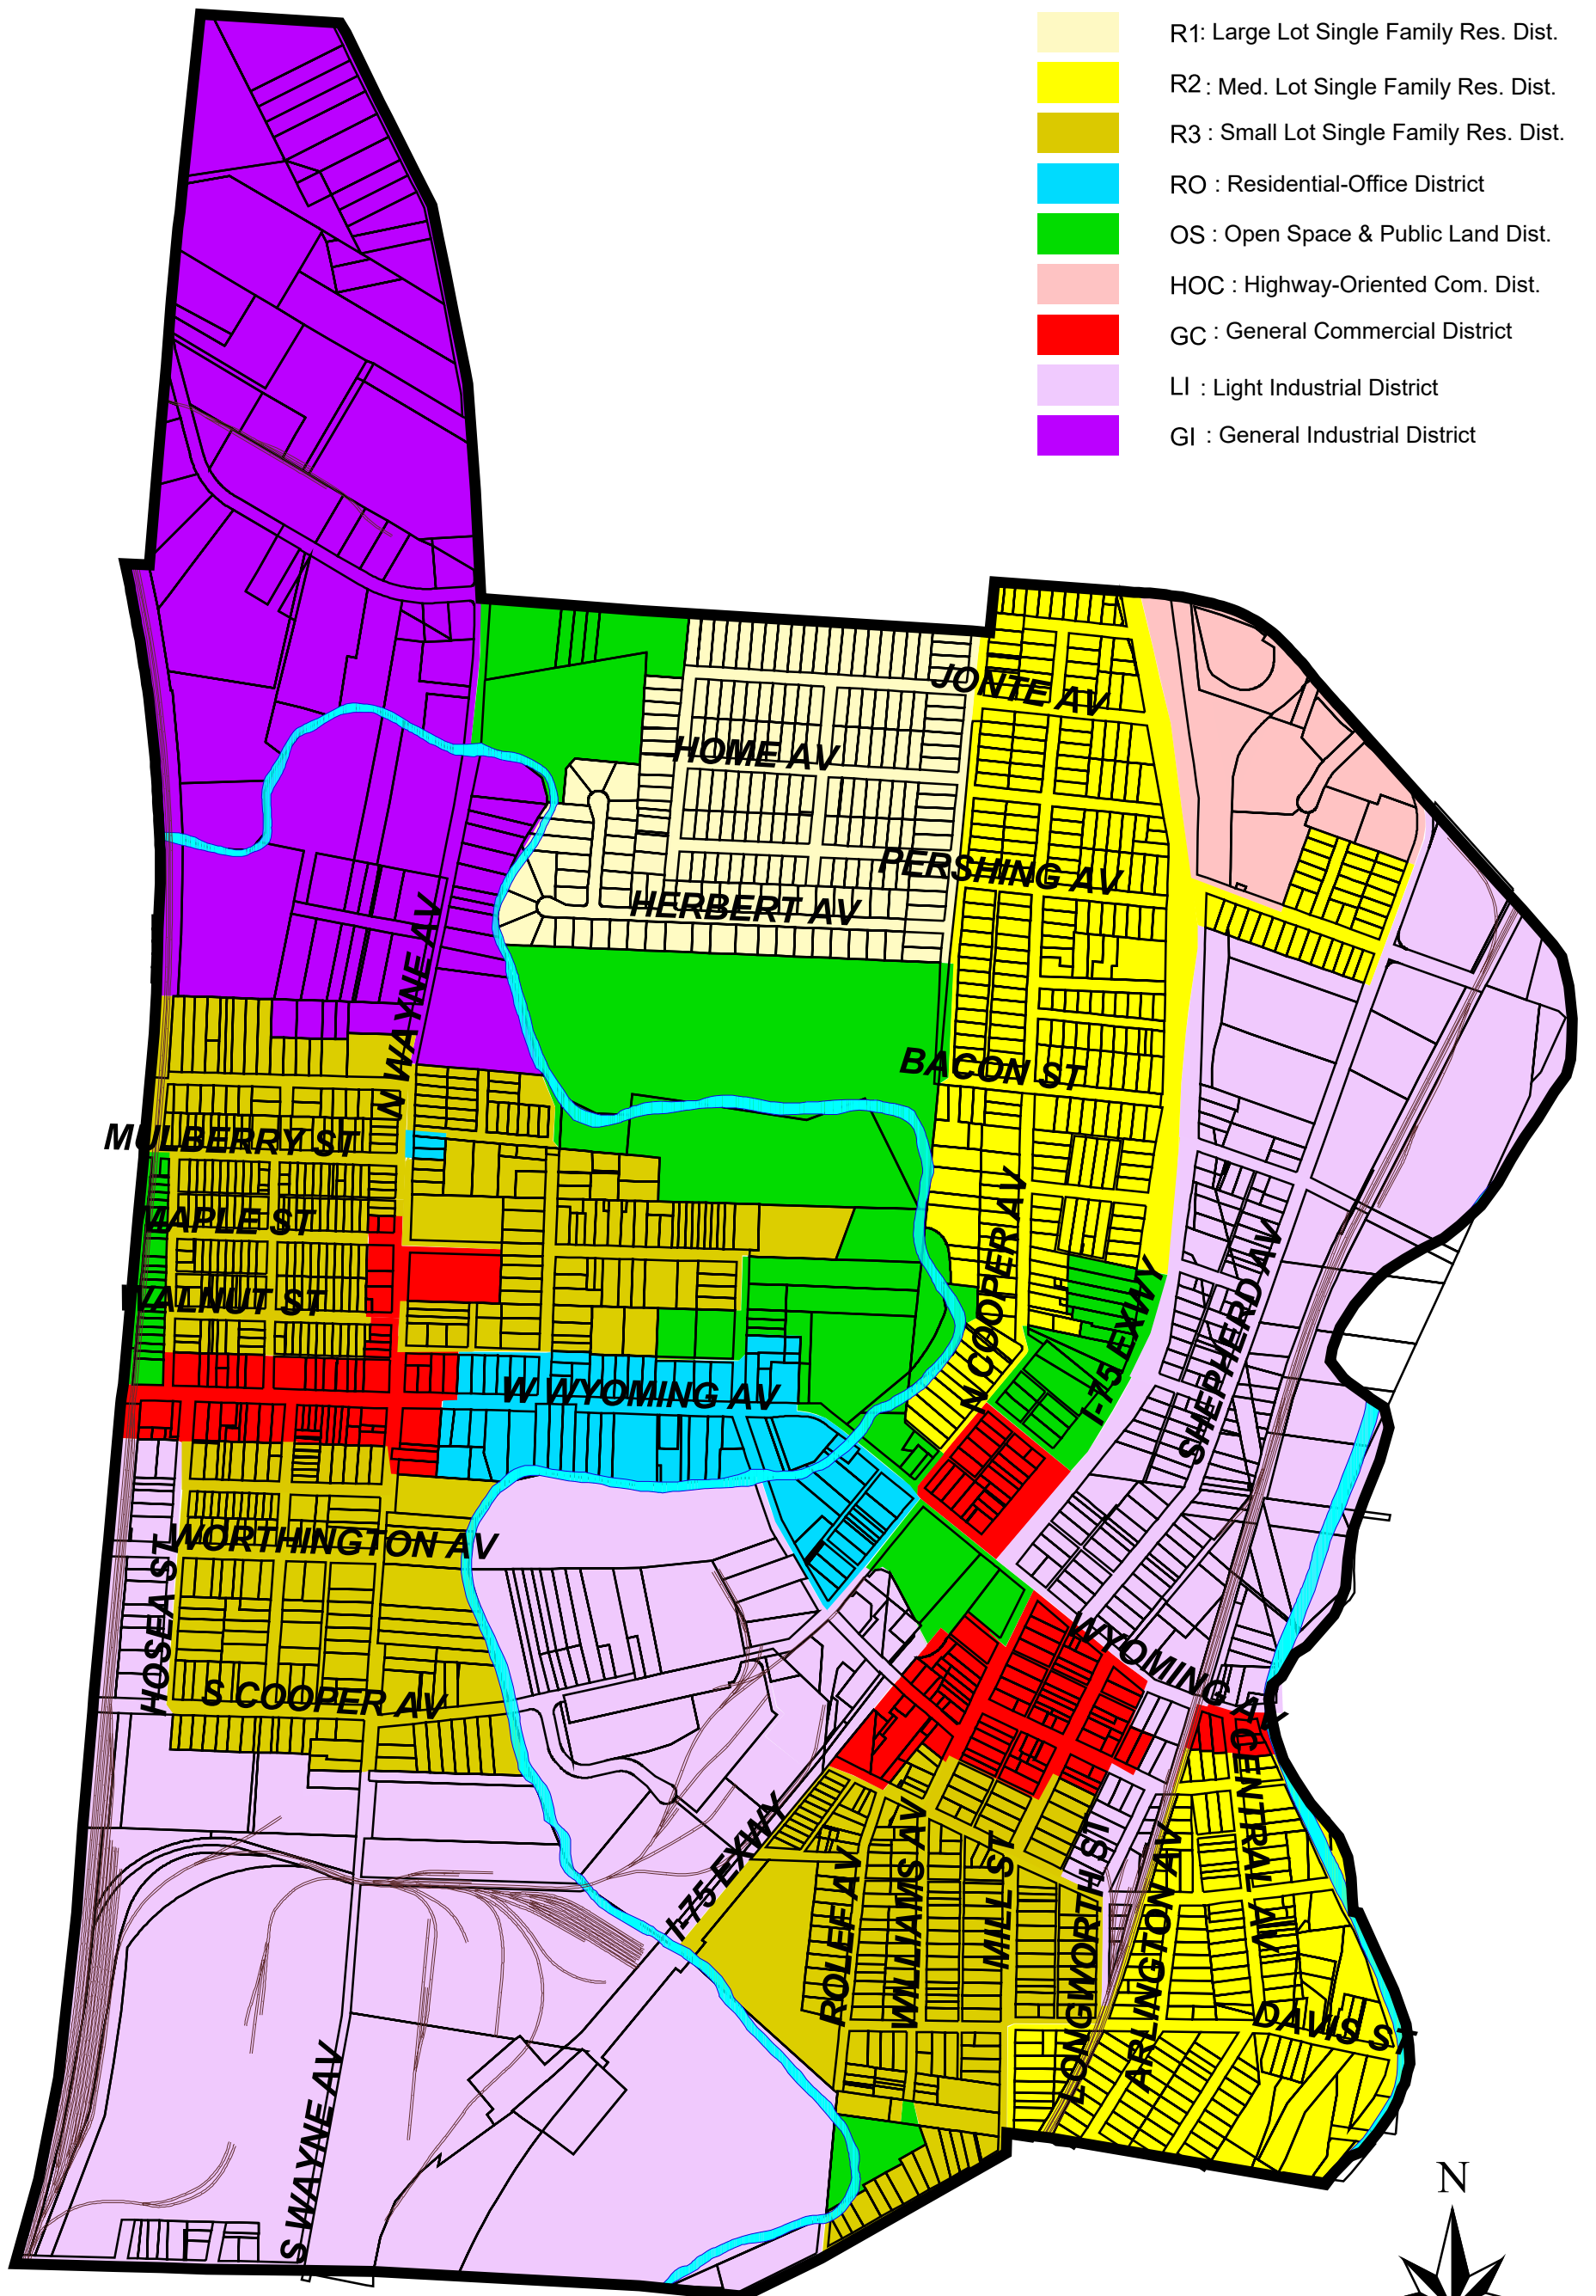 R1: Large Lot Single Family Res. Dist.
R2 : Med. Lot Single Family Res. Dist.
R3 : Small Lot Single Family Res. Dist.
RO : Residential-Office District
OS : Open Space & Public Land Dist.
HOC : Highway-Oriented Com. Dist.
GC : General Commercial District
LI : Light Industrial District
GI : General Industrial District
JONTE AV
HOME AV
PERSHING AV
HERBERT AV
N WAYNE AV
BACON ST
MULBERRY ST
MAPLE ST
N COOPER AV
WALNUT ST
I-75 EXWY
SHEPHERD AV
W WYOMING AV
WORTHINGTON AV
HOSEA ST
WYOMING AV
S COOPER AV
CENTRAL AV
I-75 EXWY
ROLEF AV
WILLIAMS AV
MILL ST
LONGWORTH ST
ARLINGTON AV
DAVIS ST
S WAYNE AV
N